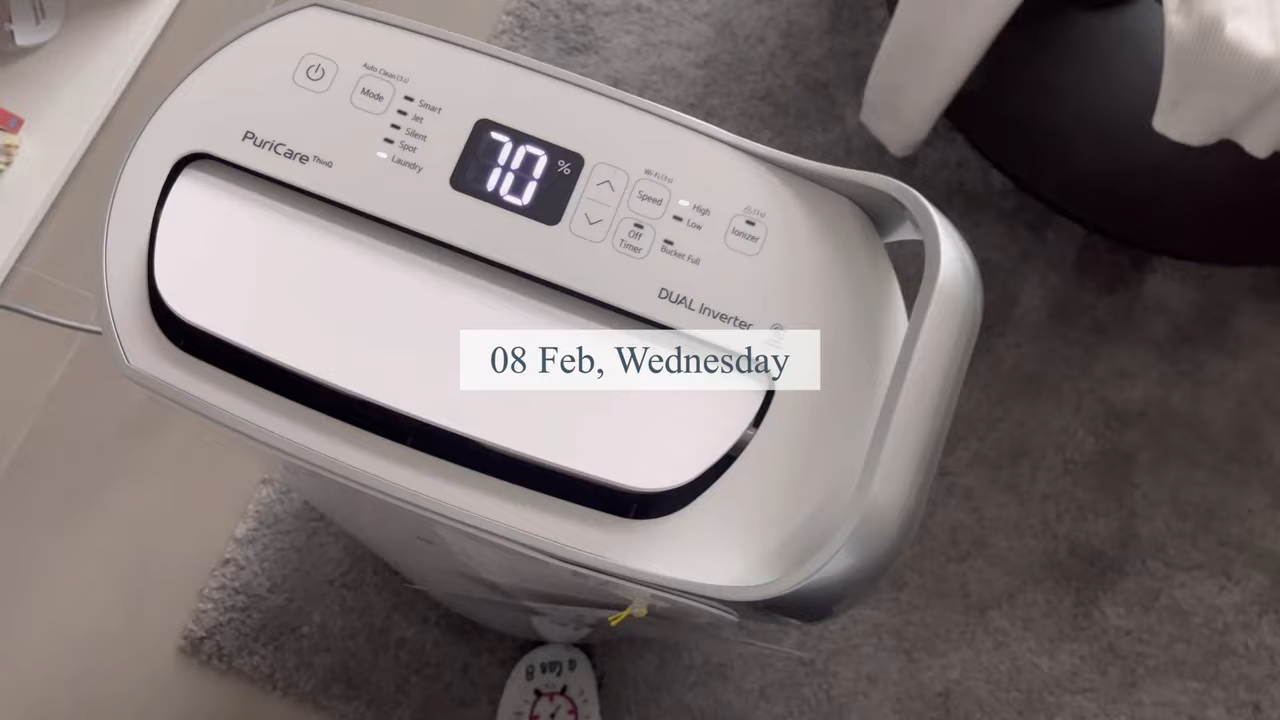 Auto Clean(3s)
Mode
Smart
Jet
Silent
Spot
Laundry
PuriCare ThinQ
70 %
Wi-Fi(3s)
Speed
High
Low
Off
Timer
Bucket Full
Ionizer
DUAL Inverter
08 Feb, Wednesday